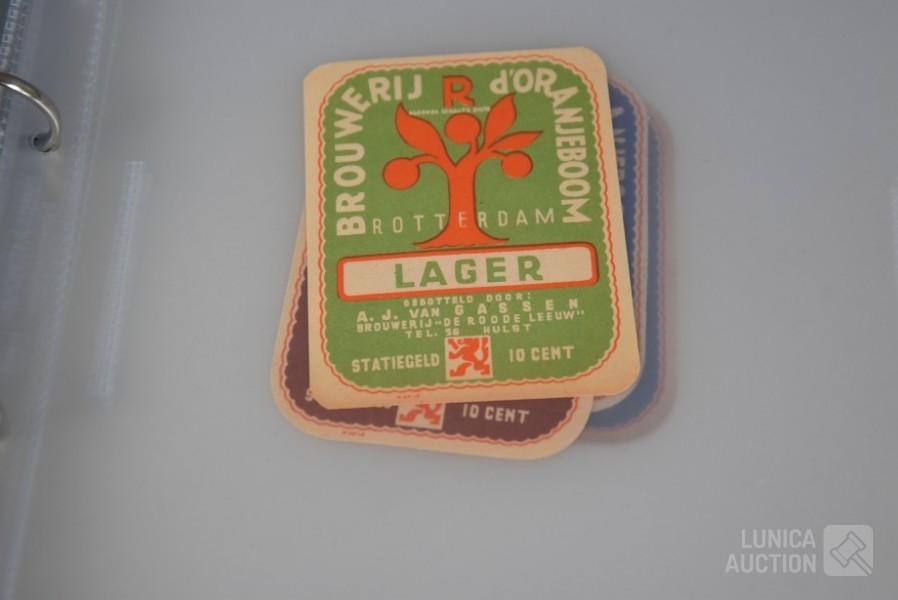 BROUWERIJ R d'ORANJEBOOM
ROTTERDAM
LAGER
GEBOTTELD DOOR:
A. J. VAN GASSEN
BROUWERIJ „DE ROODE LEEUW"
TEL. 56 HULST
STATIEGELD 10 CENT
10 CENT
LUNICA
AUCTION